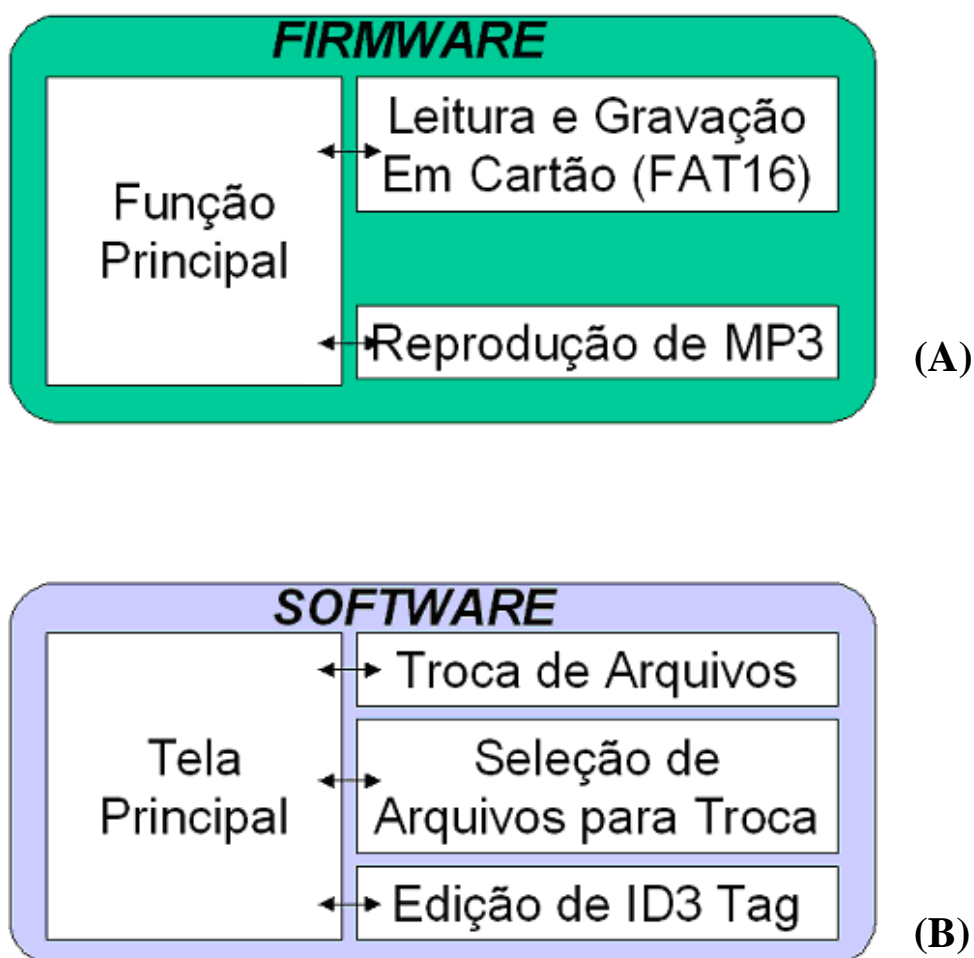 FIRMWARE
Função
Principal
Leitura e Gravação
Em Cartão (FAT16)
Reprodução de MP3
(A)
SOFTWARE
Tela
Principal
Troca de Arquivos
Seleção de
Arquivos para Troca
Edição de ID3 Tag
(B)